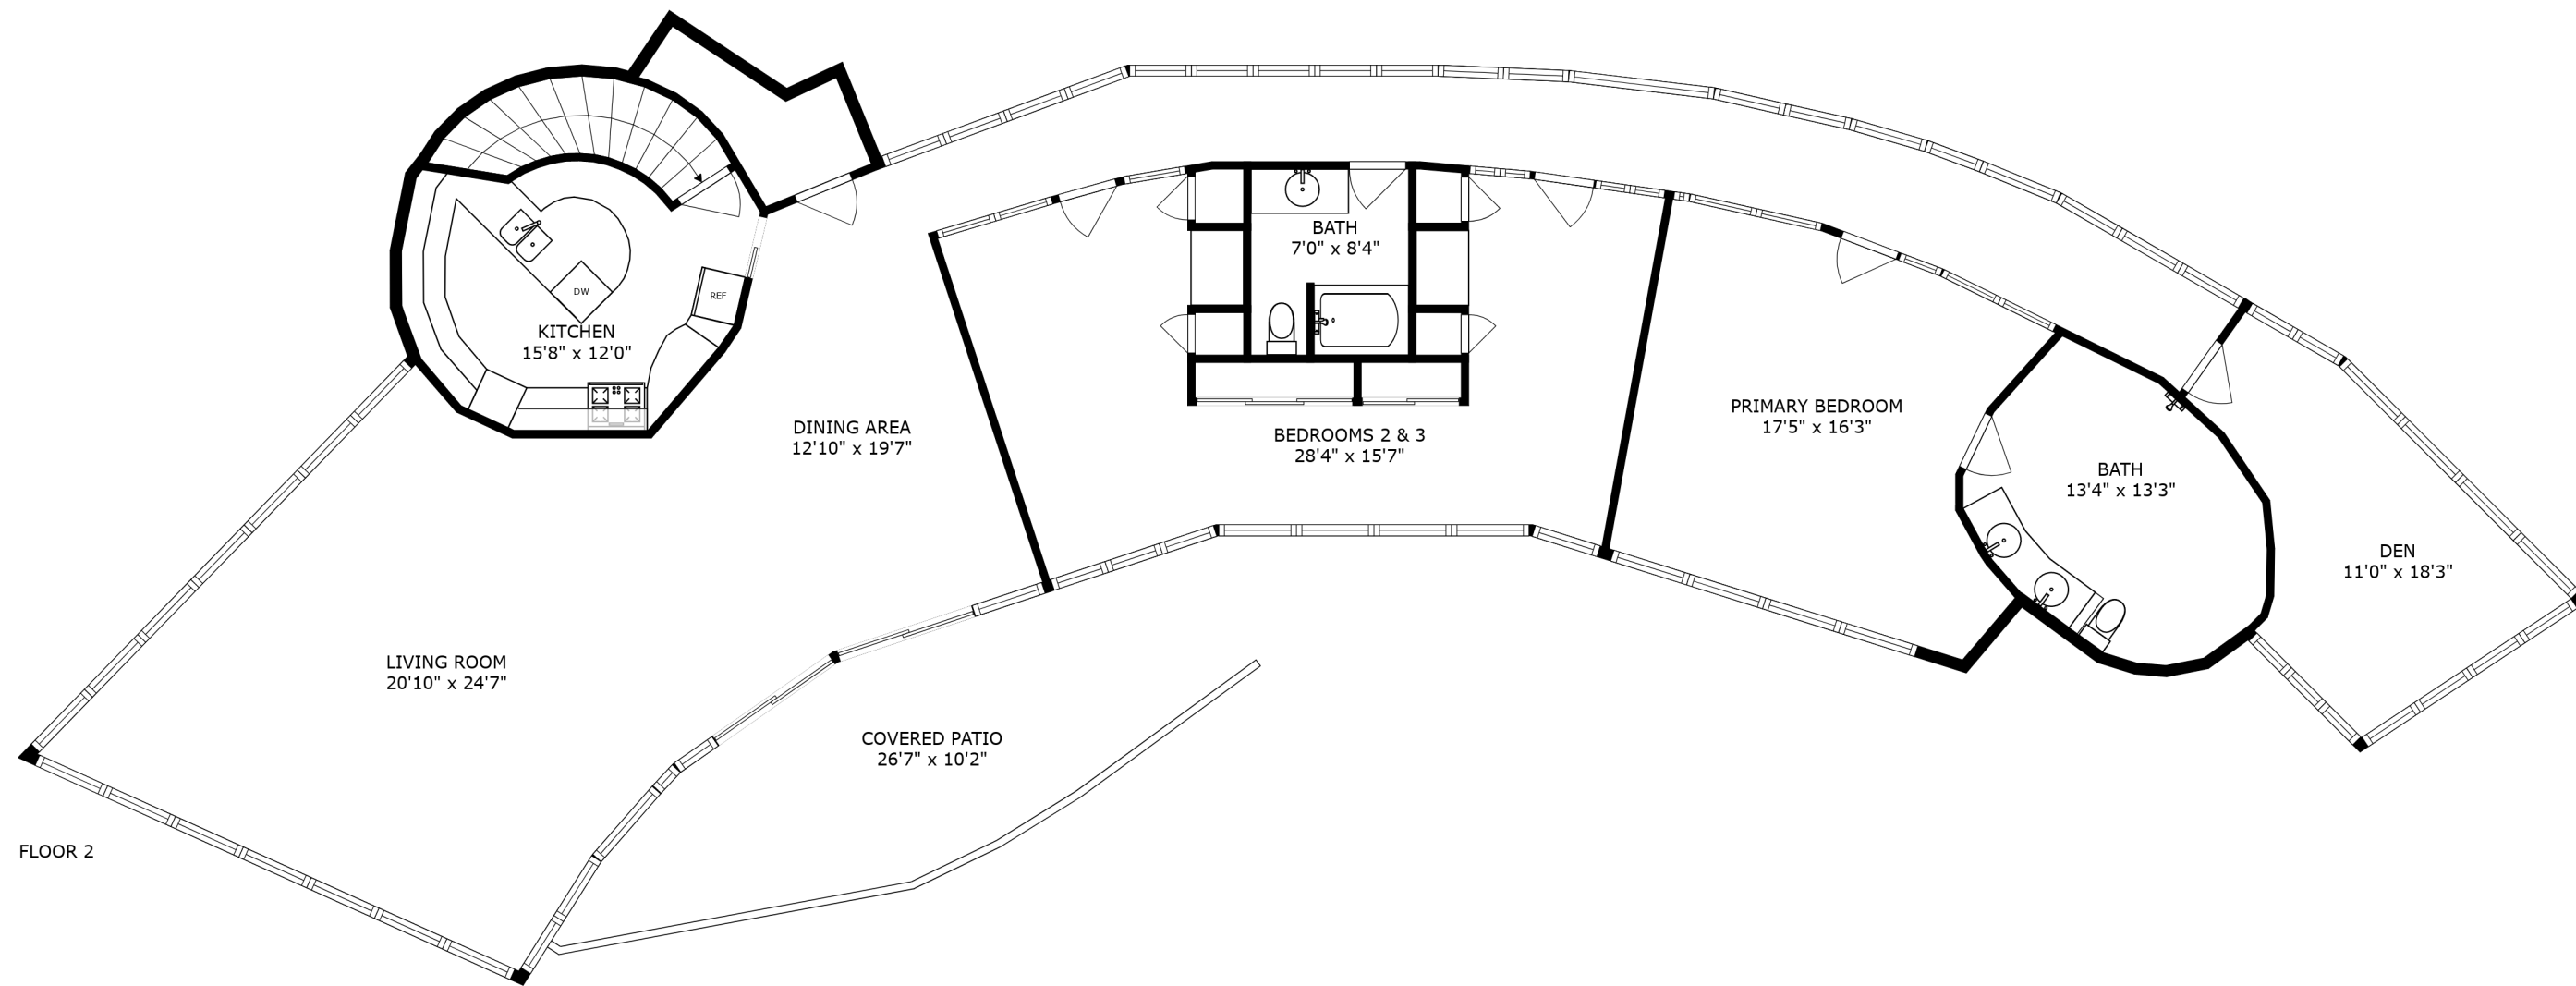 BATH
7'0" x 8'4"
DW
REF
KITCHEN
15'8" x 12'0"
DINING AREA
12'10" x 19'7"
BEDROOMS 2 & 3
28'4" x 15'7"
PRIMARY BEDROOM
17'5" x 16'3"
BATH
13'4" x 13'3"
DEN
11'0" x 18'3"
LIVING ROOM
20'10" x 24'7"
COVERED PATIO
26'7" x 10'2"
FLOOR 2